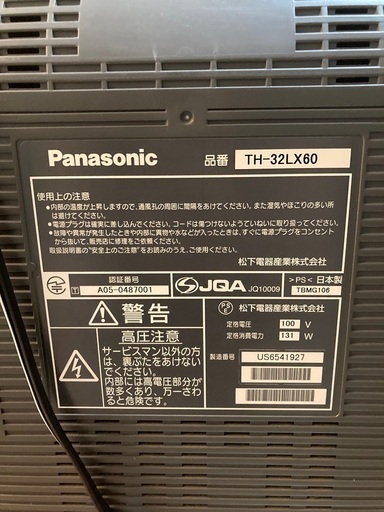 Panasonic 品番 TH-32LX60
使用上の注意
•内部の温度が上昇しますので、通風孔の周囲に間隔をあけてください。また湿気やほこりの多い所
は避けてください。
•電源プラグは確実に差し込んでください。コードは傷つけないようていねいに取り扱ってください。
•故障や異常が発生したり内部に異物や水などが入ったときは、すぐに電源プラグをコンセント
から抜いて、販売店に修理をご依頼ください。
取扱説明書の“安全上のご注意”をお読みのうえ、ご使用ください。
松下電器産業株式会社
認証番号
A05-0487001
JQA JQ10009
>PS< 日本製
TBMG106
警告
高圧注意
サービスマン以外の方
は、裏ぶたをあけない
でください。
内部には高電圧部分が
数多くあり、万一さわ
ると危険です。
PS
E
松下電器産業株式会社
定格電圧 100 V
定格消費電力 131 W
製造番号 US6541927